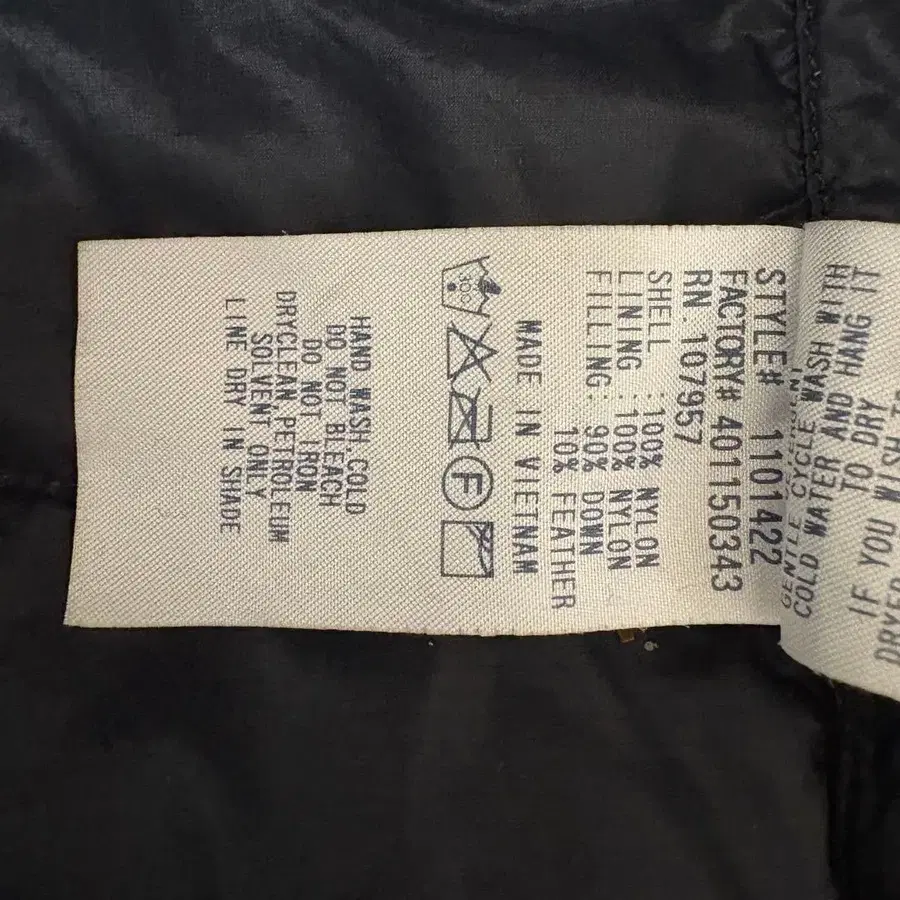 GENTLE CYCLE WASH WITH
COLD WATER AND HANG IT
TO DRY
IF YOU WISH
DRYER
STYLE# 1101422
FACTORY# 401150343
RN. 107957
SHELL :100% NYLON
LINING :100% NYLON
FILLING: 90% DOWN
10% FEATHER
MADE IN VIETNAM
30°
F
HAND WASH.COLD
DO NOT BLEACH
DO NOT IRON
DRYCLEAN PETROLEUM
SOLVENT ONLY
LINE DRY IN SHADE